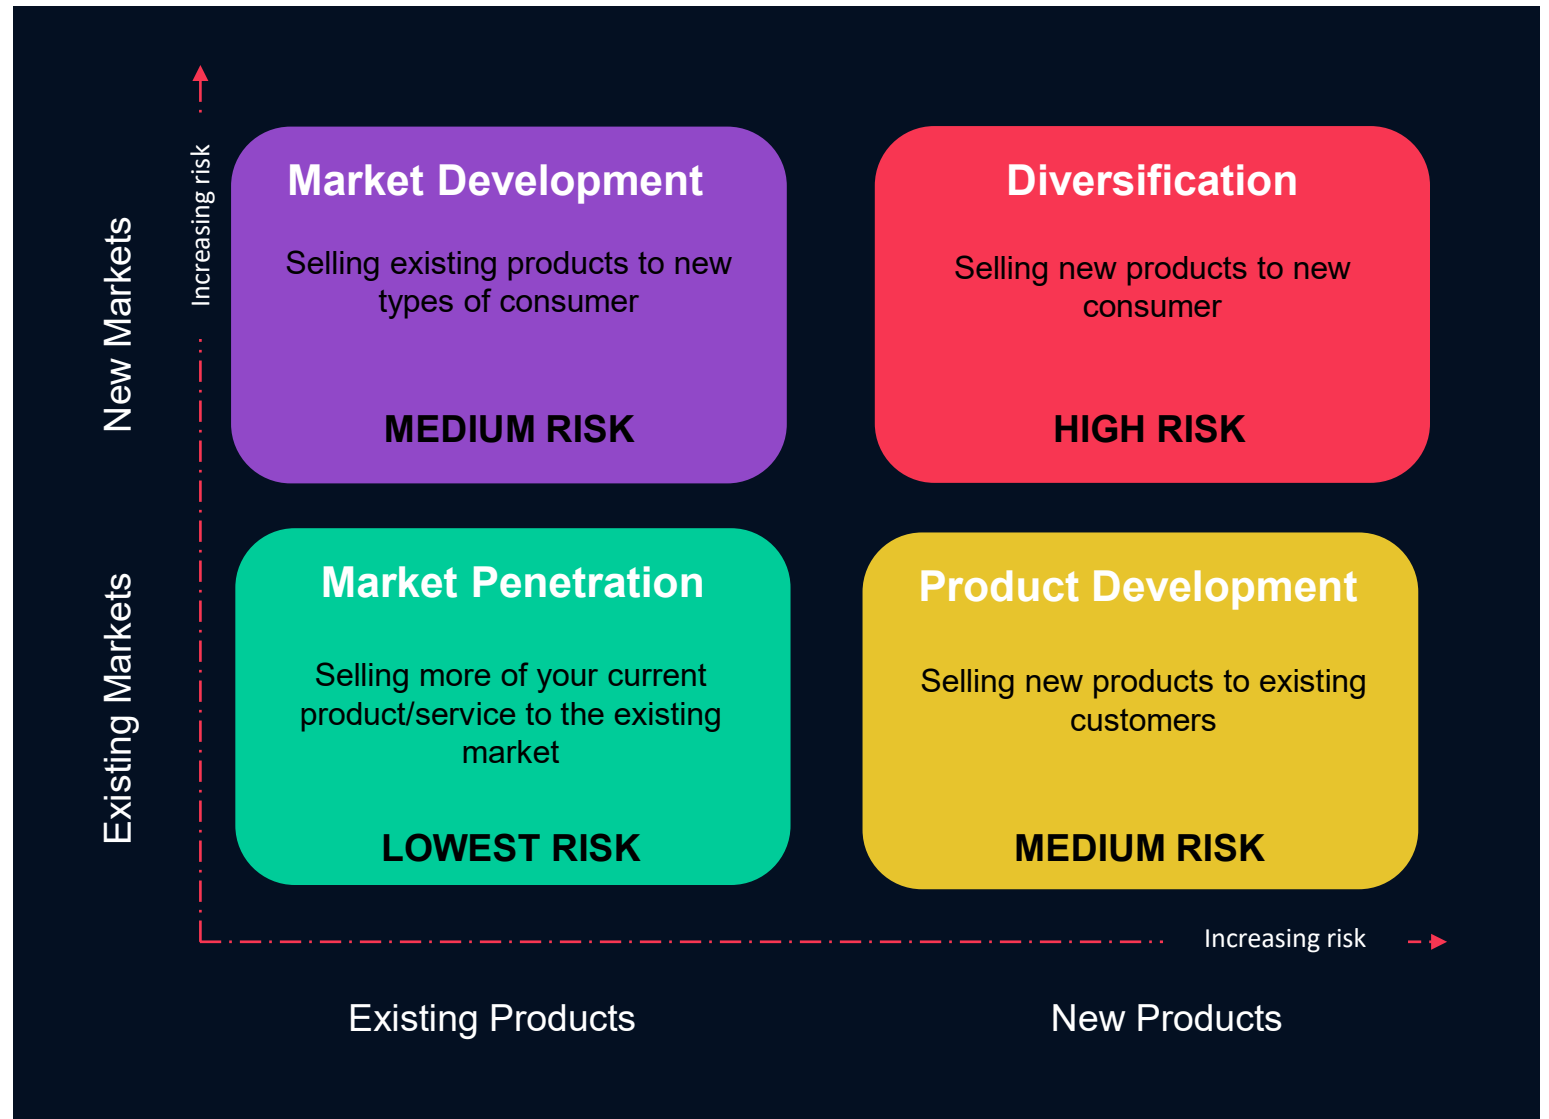 New Markets
Increasing risk
Market Development
Selling existing products to new
types of consumer
MEDIUM RISK
Diversification
Selling new products to new
consumer
HIGH RISK
Existing Markets
Market Penetration
Selling more of your current
product/service to the existing
market
LOWEST RISK
Product Development
Selling new products to existing
customers
MEDIUM RISK
Increasing risk
Existing Products
New Products